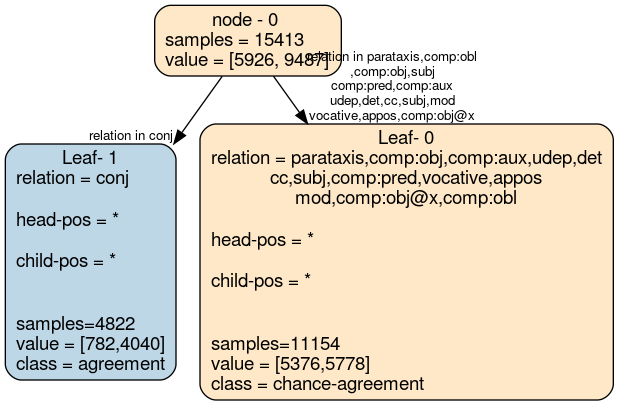 node - 0
samples = 15413
value = [5926, 9487]
relation in parataxis,comp:obl
,comp:obj,subj
comp:pred,comp:aux
udep,det,cc,subj,mod
vocative,appos,comp:obj@x
relation in conj
Leaf- 1
relation = conj
head-pos = *
child-pos = *
samples=4822
value = [782,4040]
class = agreement
Leaf- 0
relation = parataxis,comp:obj,comp:aux,udep,det
cc,subj,comp:pred,vocative,appos
mod,comp:obj@x,comp:obl
head-pos = *
child-pos = *
samples=11154
value = [5376,5778]
class = chance-agreement